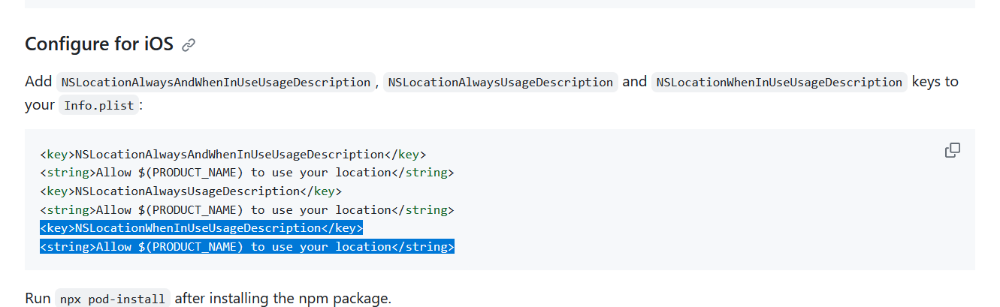 Configure for iOS
Add NSLocationAlwaysAndWhenInUseUsageDescription, NSLocationAlwaysUsageDescription and NSLocationWhenInUseUsageDescription keys to
your Info.plist:
<key>NSLocationAlwaysAndWhenInUseUsageDescription</key>
<string>Allow $(PRODUCT_NAME) to use your location</string>
<key>NSLocationAlwaysUsageDescription</key>
<string>Allow $(PRODUCT_NAME) to use your location</string>
<key>NSLocationWhenInUseUsageDescription</key>
<string>Allow $(PRODUCT_NAME) to use your location</string>
Run npx pod-install after installing the npm package.